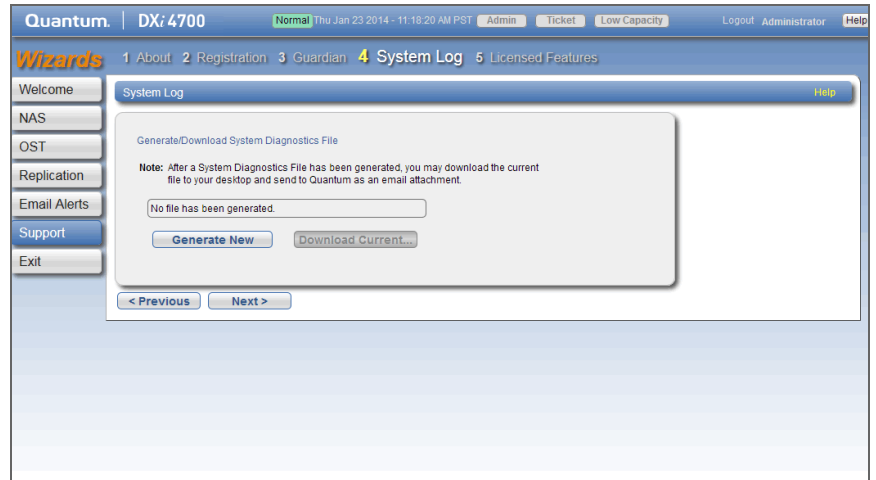 Quantum. DXi 4700 Normal Thu Jan 23 2014 - 11:18:20 AM PST Admin Ticket Low Capacity Logout Administrator Help
Wizards 1 About 2 Registration 3 Guardian 4 System Log 5 Licensed Features
Welcome
NAS
OST
Replication
Email Alerts
Support
Exit
System Log Help
Generate/Download System Diagnostics File
Note: After a System Diagnostics File has been generated, you may download the current
file to your desktop and send to Quantum as an email attachment.
No file has been generated.
Generate New Download Current...
< Previous Next >